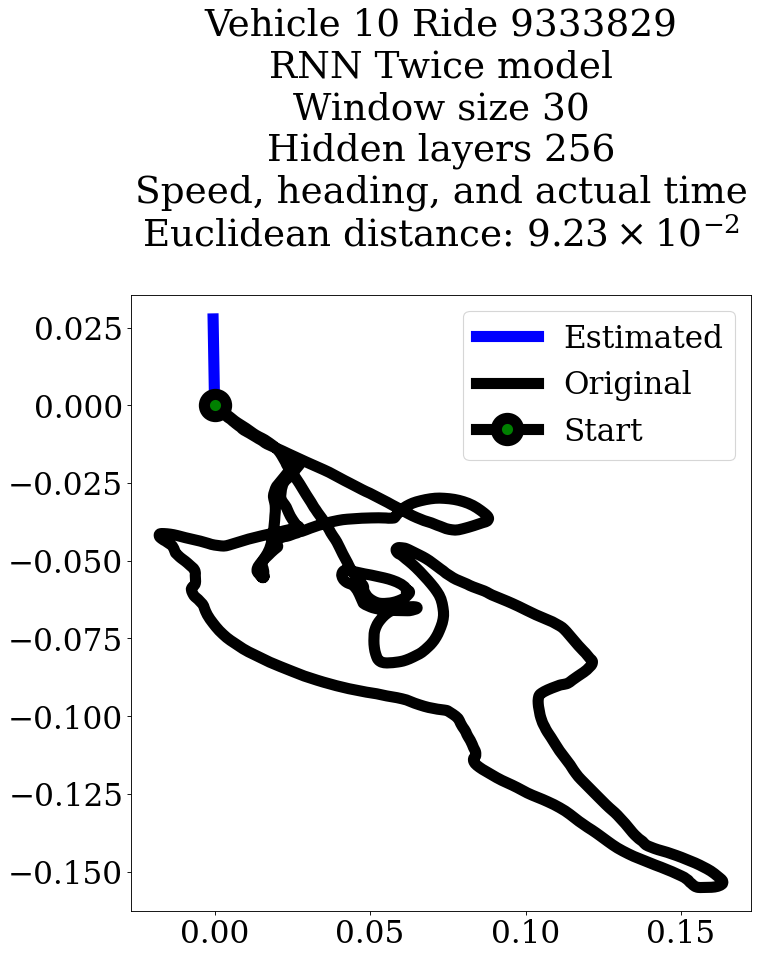 Vehicle 10 Ride 9333829
RNN Twice model
Window size 30
Hidden layers 256
Speed, heading, and actual time
Euclidean distance: 9.23 × 10⁻²
Estimated
Original
Start
0.025
0.000
−0.025
−0.050
−0.075
−0.100
−0.125
−0.150
0.00 0.05 0.10 0.15